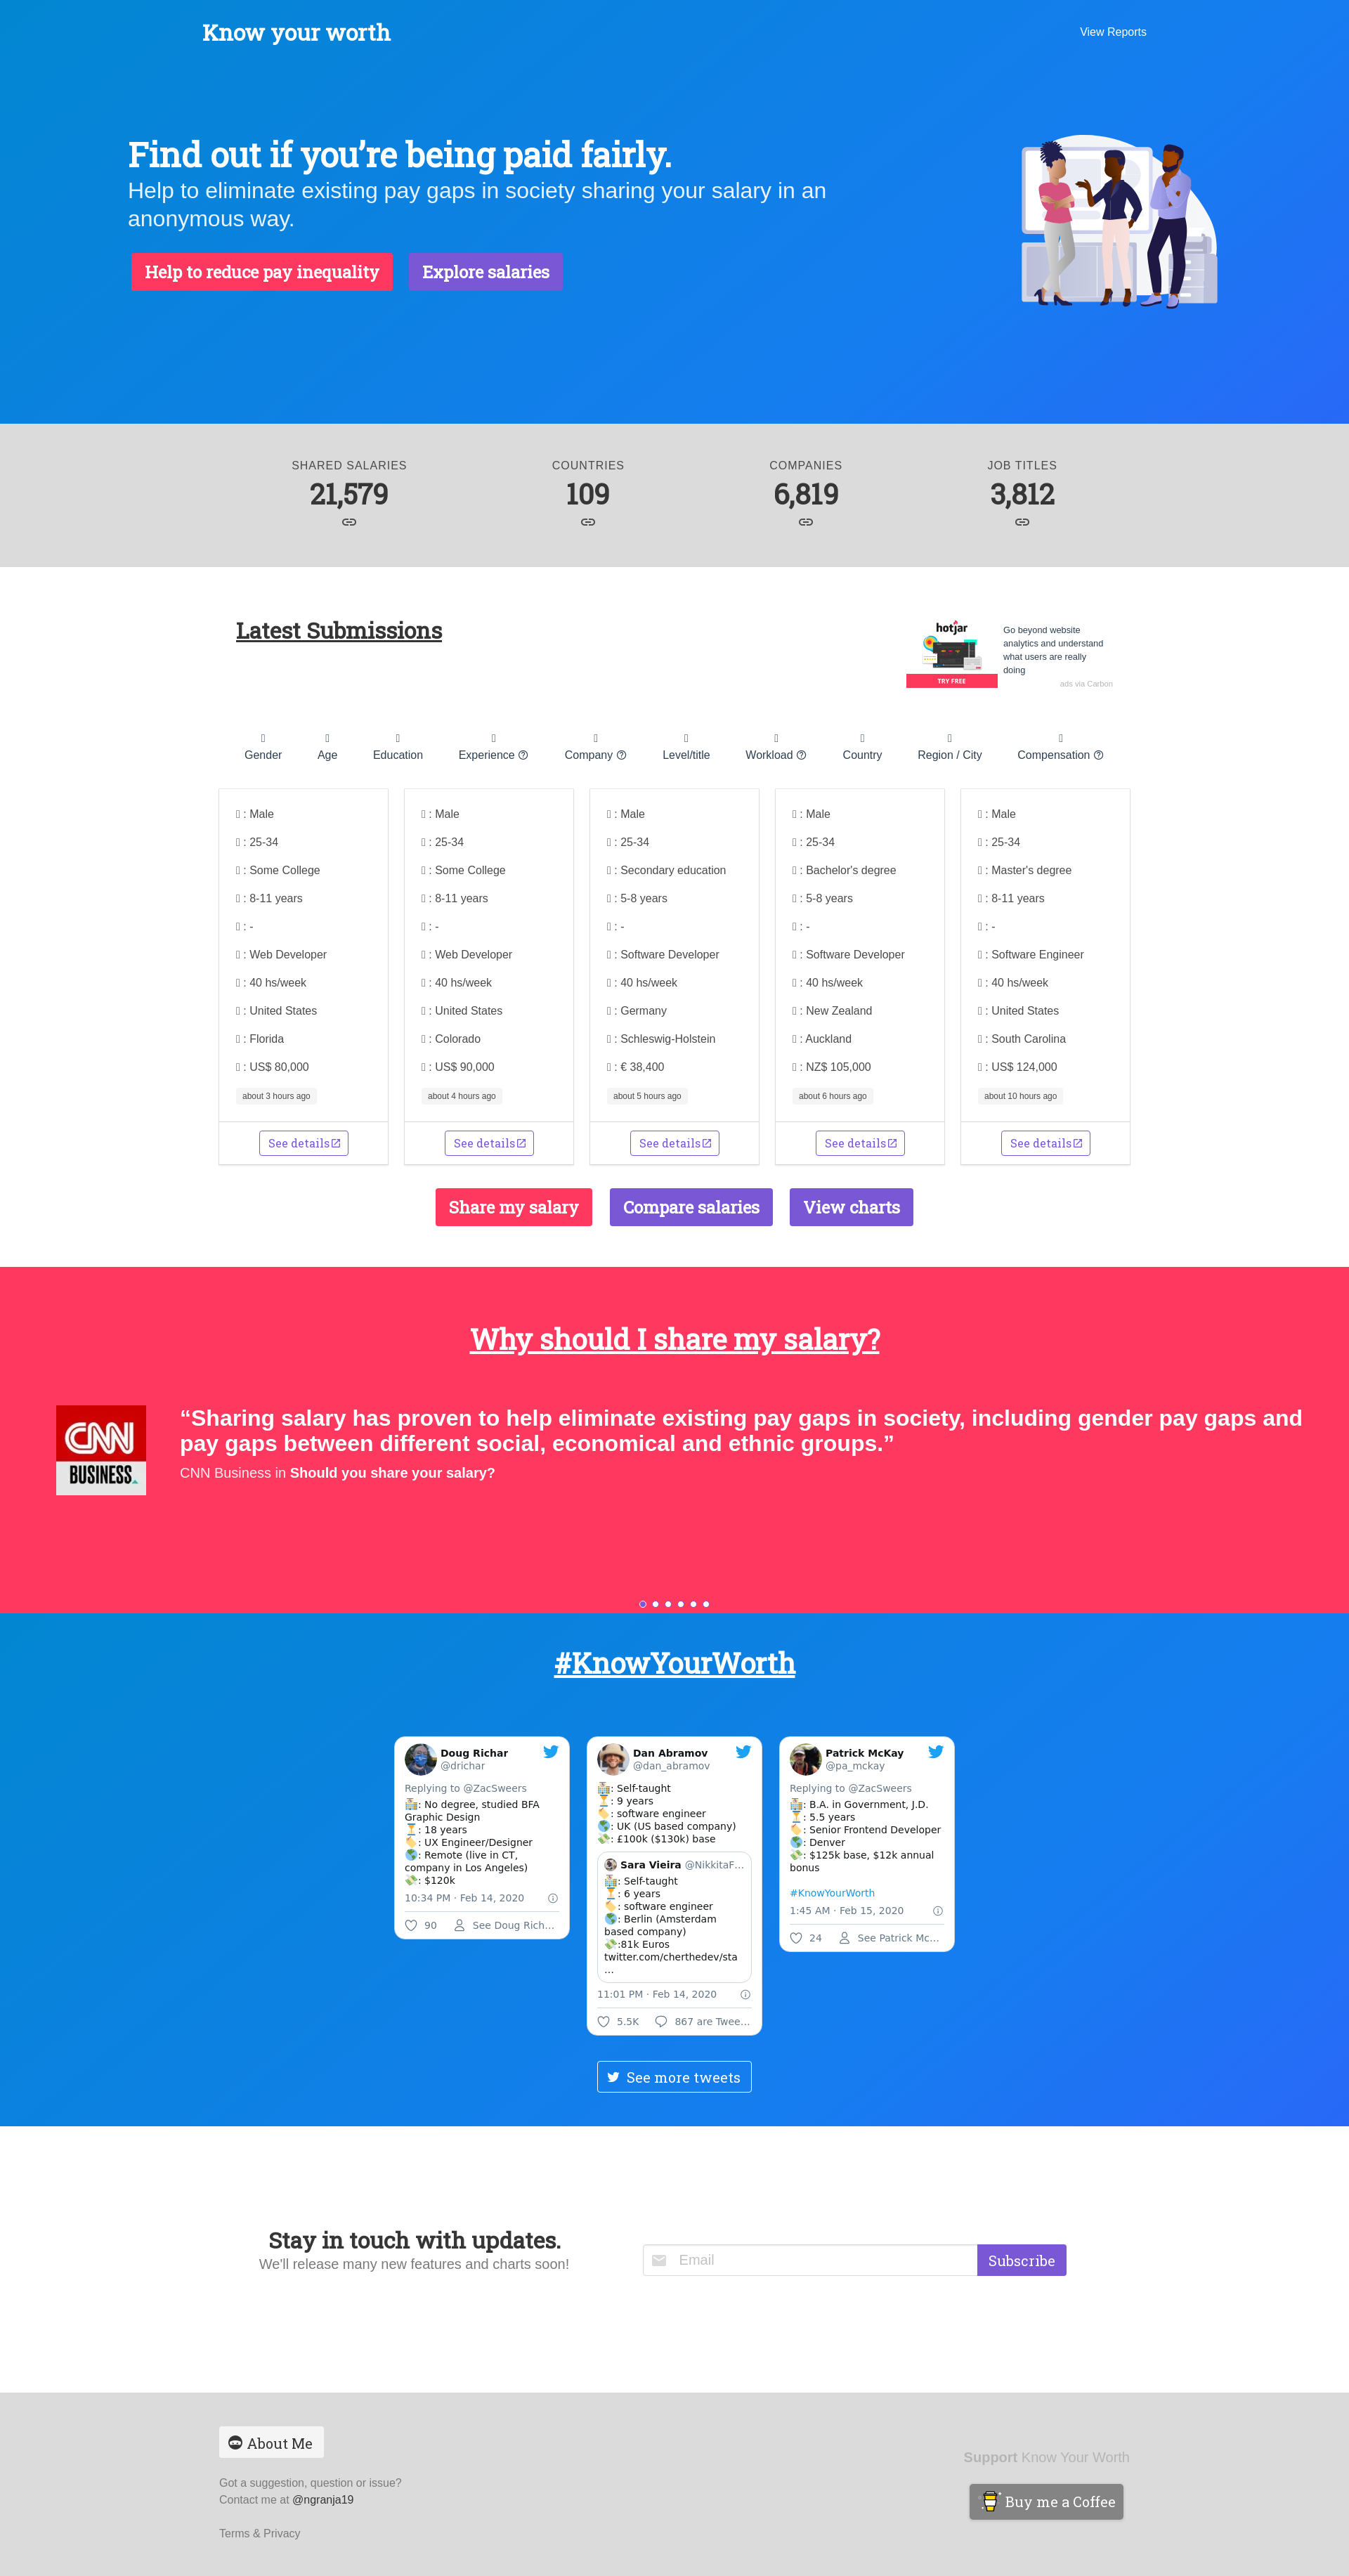 Know your worth
View Reports
Find out if you’re being paid fairly.
Help to eliminate existing pay gaps in society sharing your salary in an
anonymous way.
Help to reduce pay inequality
Explore salaries
SHARED SALARIES
21,579
COUNTRIES
109
COMPANIES
6,819
JOB TITLES
3,812
Latest Submissions
hotjar
TRY FREE
Go beyond website
analytics and understand
what users are really
doing
ads via Carbon
Gender
Age
Education
Experience
Company
Level/title
Workload
Country
Region / City
Compensation
: Male
: 25-34
: Some College
: 8-11 years
: -
: Web Developer
: 40 hs/week
: United States
: Florida
: US$ 80,000
about 3 hours ago
See details
: Male
: 25-34
: Some College
: 8-11 years
: -
: Web Developer
: 40 hs/week
: United States
: Colorado
: US$ 90,000
about 4 hours ago
See details
: Male
: 25-34
: Secondary education
: 5-8 years
: -
: Software Developer
: 40 hs/week
: Germany
: Schleswig-Holstein
: € 38,400
about 5 hours ago
See details
: Male
: 25-34
: Bachelor's degree
: 5-8 years
: -
: Software Developer
: 40 hs/week
: New Zealand
: Auckland
: NZ$ 105,000
about 6 hours ago
See details
: Male
: 25-34
: Master's degree
: 8-11 years
: -
: Software Engineer
: 40 hs/week
: United States
: South Carolina
: US$ 124,000
about 10 hours ago
See details
Share my salary
Compare salaries
View charts
Why should I share my salary?
CNN
BUSINESS
“Sharing salary has proven to help eliminate existing pay gaps in society, including gender pay gaps and
pay gaps between different social, economical and ethnic groups.”
CNN Business in Should you share your salary?
#KnowYourWorth
Doug Richar
@drichar
Replying to @ZacSweers
🏫: No degree, studied BFA
Graphic Design
⏳: 18 years
🏷️: UX Engineer/Designer
🌎: Remote (live in CT,
company in Los Angeles)
💸: $120k
10:34 PM · Feb 14, 2020
90
See Doug Rich…
Dan Abramov
@dan_abramov
🏫: Self-taught
⏳: 9 years
🏷️: software engineer
🌎: UK (US based company)
💸: £100k ($130k) base
Sara Vieira @NikkitaF…
🏫: Self-taught
⏳: 6 years
🏷️: software engineer
🌎: Berlin (Amsterdam
based company)
💸:81k Euros
twitter.com/cherthedev/sta
…
11:01 PM · Feb 14, 2020
5.5K
867 are Twee…
Patrick McKay
@pa_mckay
Replying to @ZacSweers
🏫: B.A. in Government, J.D.
⏳: 5.5 years
🏷️: Senior Frontend Developer
🌎: Denver
💸: $125k base, $12k annual
bonus
#KnowYourWorth
1:45 AM · Feb 15, 2020
24
See Patrick Mc…
See more tweets
Stay in touch with updates.
We'll release many new features and charts soon!
Email
Subscribe
About Me
Got a suggestion, question or issue?
Contact me at @ngranja19
Terms & Privacy
Support Know Your Worth
Buy me a Coffee